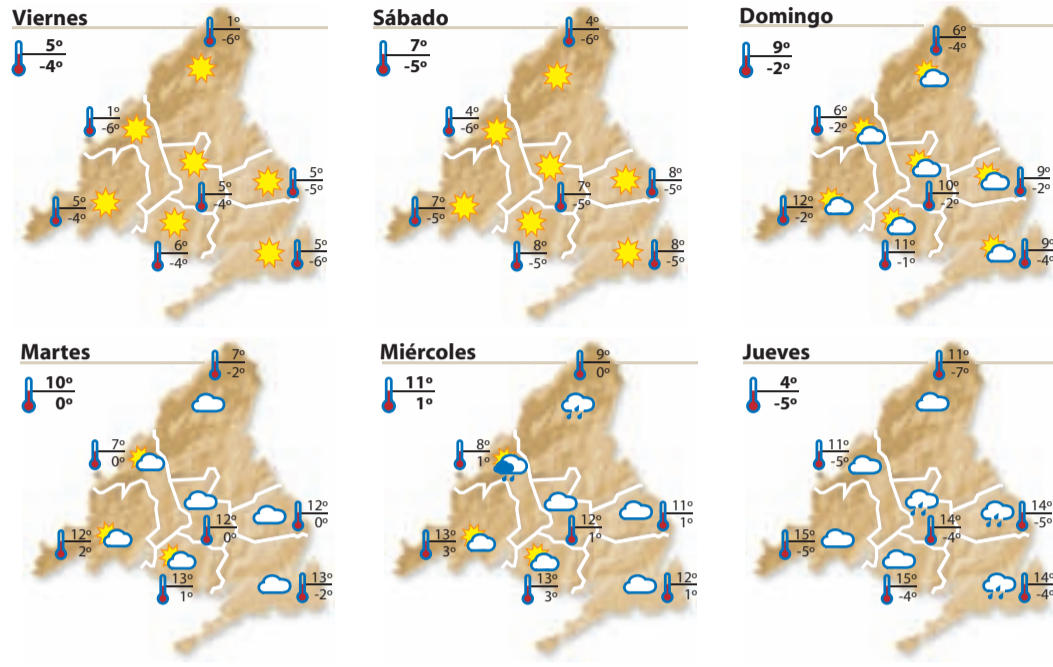 Viernes
5º
-4º
1º
-6º
1º
-6º
5º
-5º
5º
-4º
5º
-4º
6º
-4º
5º
-6º
Sábado
7º
-5º
4º
-6º
4º
-6º
8º
-5º
7º
-5º
7º
-5º
8º
-5º
8º
-5º
Domingo
9º
-2º
6º
-4º
6º
-2º
9º
-2º
10º
-2º
12º
-2º
11º
-1º
9º
-4º
Martes
10º
0º
7º
-2º
7º
0º
12º
0º
12º
0º
12º
2º
13º
1º
13º
-2º
Miércoles
11º
1º
9º
0º
8º
1º
11º
1º
12º
1º
13º
3º
13º
3º
12º
1º
Jueves
4º
-5º
11º
-7º
11º
-5º
14º
-5º
14º
-4º
15º
-5º
15º
-4º
14º
-4º